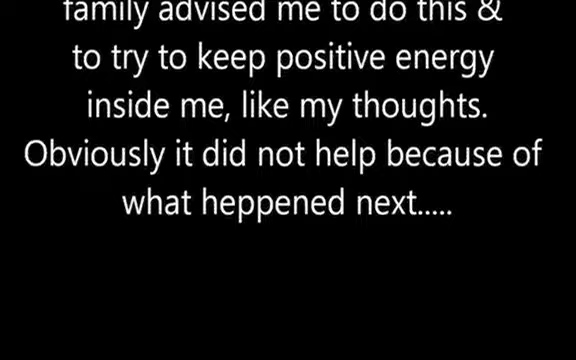 family advised me to do this &
to try to keep positive energy
inside me, like my thoughts.
Obviously it did not help because of
what heppened next.....